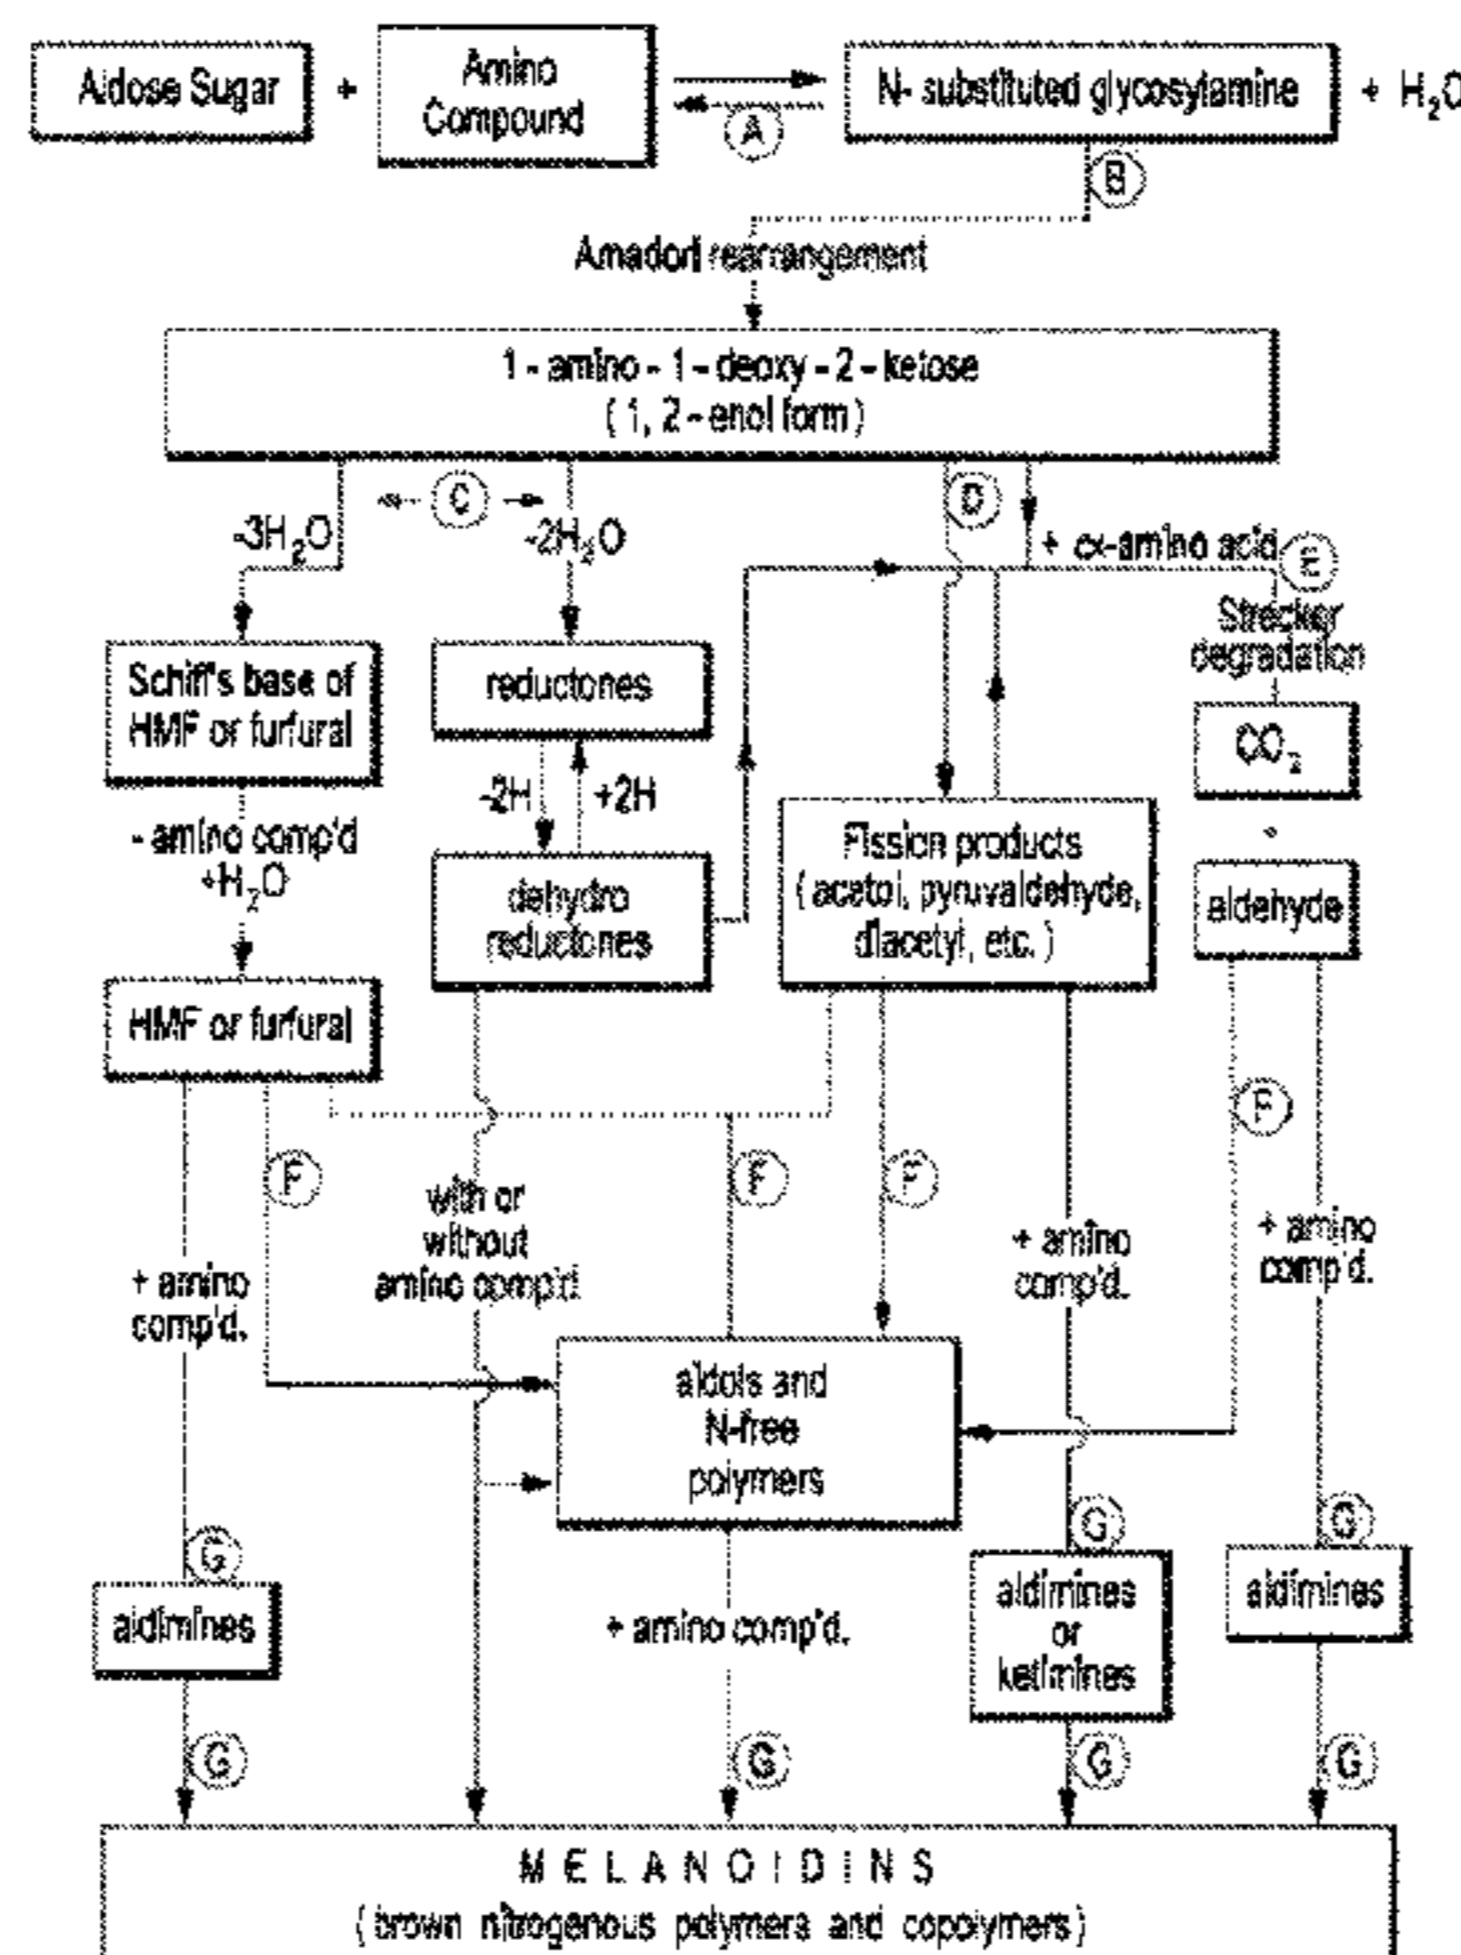 Aldose Sugar + Amino Compound A N- substituted glycosylamine + H2O
B
Amadori rearrangement
1 - amino - 1 - deoxy - 2 - ketose
( 1, 2 - enol form )
C
D
-3H2O
-2H2O
+ α-amino acid
E
Strecker
degradation
Schiff's base of
HMF or furfural
reductones
CO2
-2H
+2H
- amino comp'd
+H2O
Fission products
( acetol, pyruvaldehyde,
diacetyl, etc. )
+
aldehyde
dehydro
reductones
HMF or furfural
F
F
F
F
with or
without
amino comp'd.
+ amino
comp'd.
+ amino
comp'd.
+ amino
comp'd.
aldols and
N-free
polymers
G
G
G
aldimines
aldimines
or
ketimines
aldimines
+ amino comp'd.
G
G
G
G
MELANOIDINS
( brown nitrogenous polymers and copolymers )